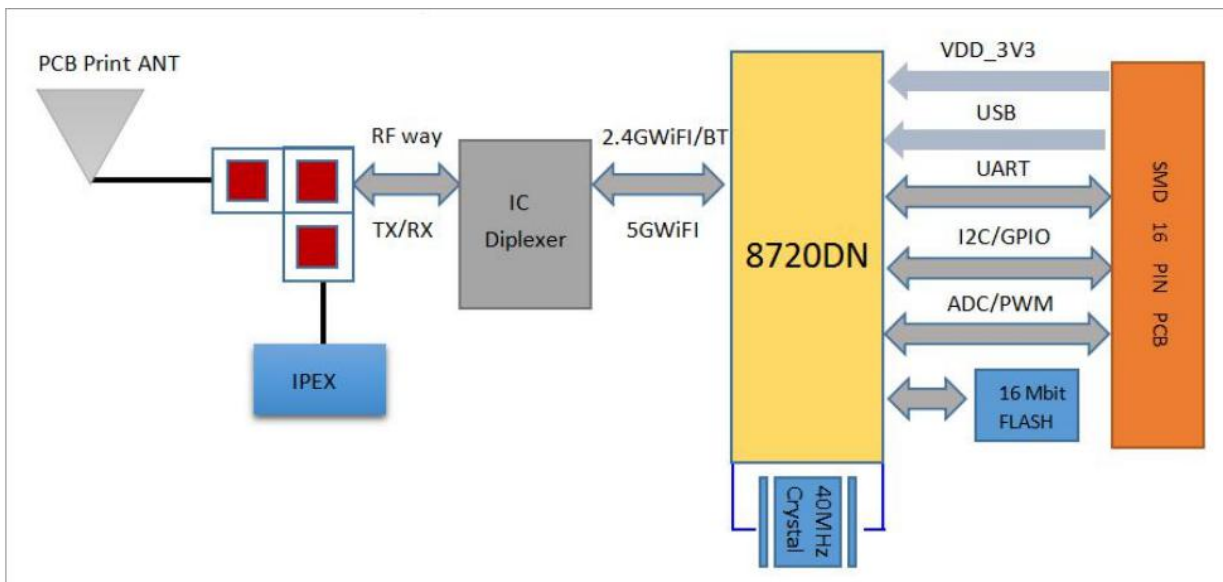 PCB Print ANT
RF way
TX/RX
IPEX
IC
Diplexer
2.4GWiFI/BT
5GWiFI
8720DN
40MHz
Crystal
VDD_3V3
USB
UART
I2C/GPIO
ADC/PWM
16 Mbit
FLASH
SMD 16 PIN PCB